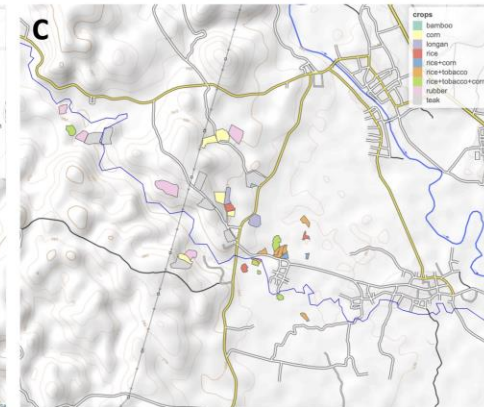 C
crops
bamboo
corn
longan
rice
rice+corn
rice+tobacco
rice+tobacco+corn
rubber
teak